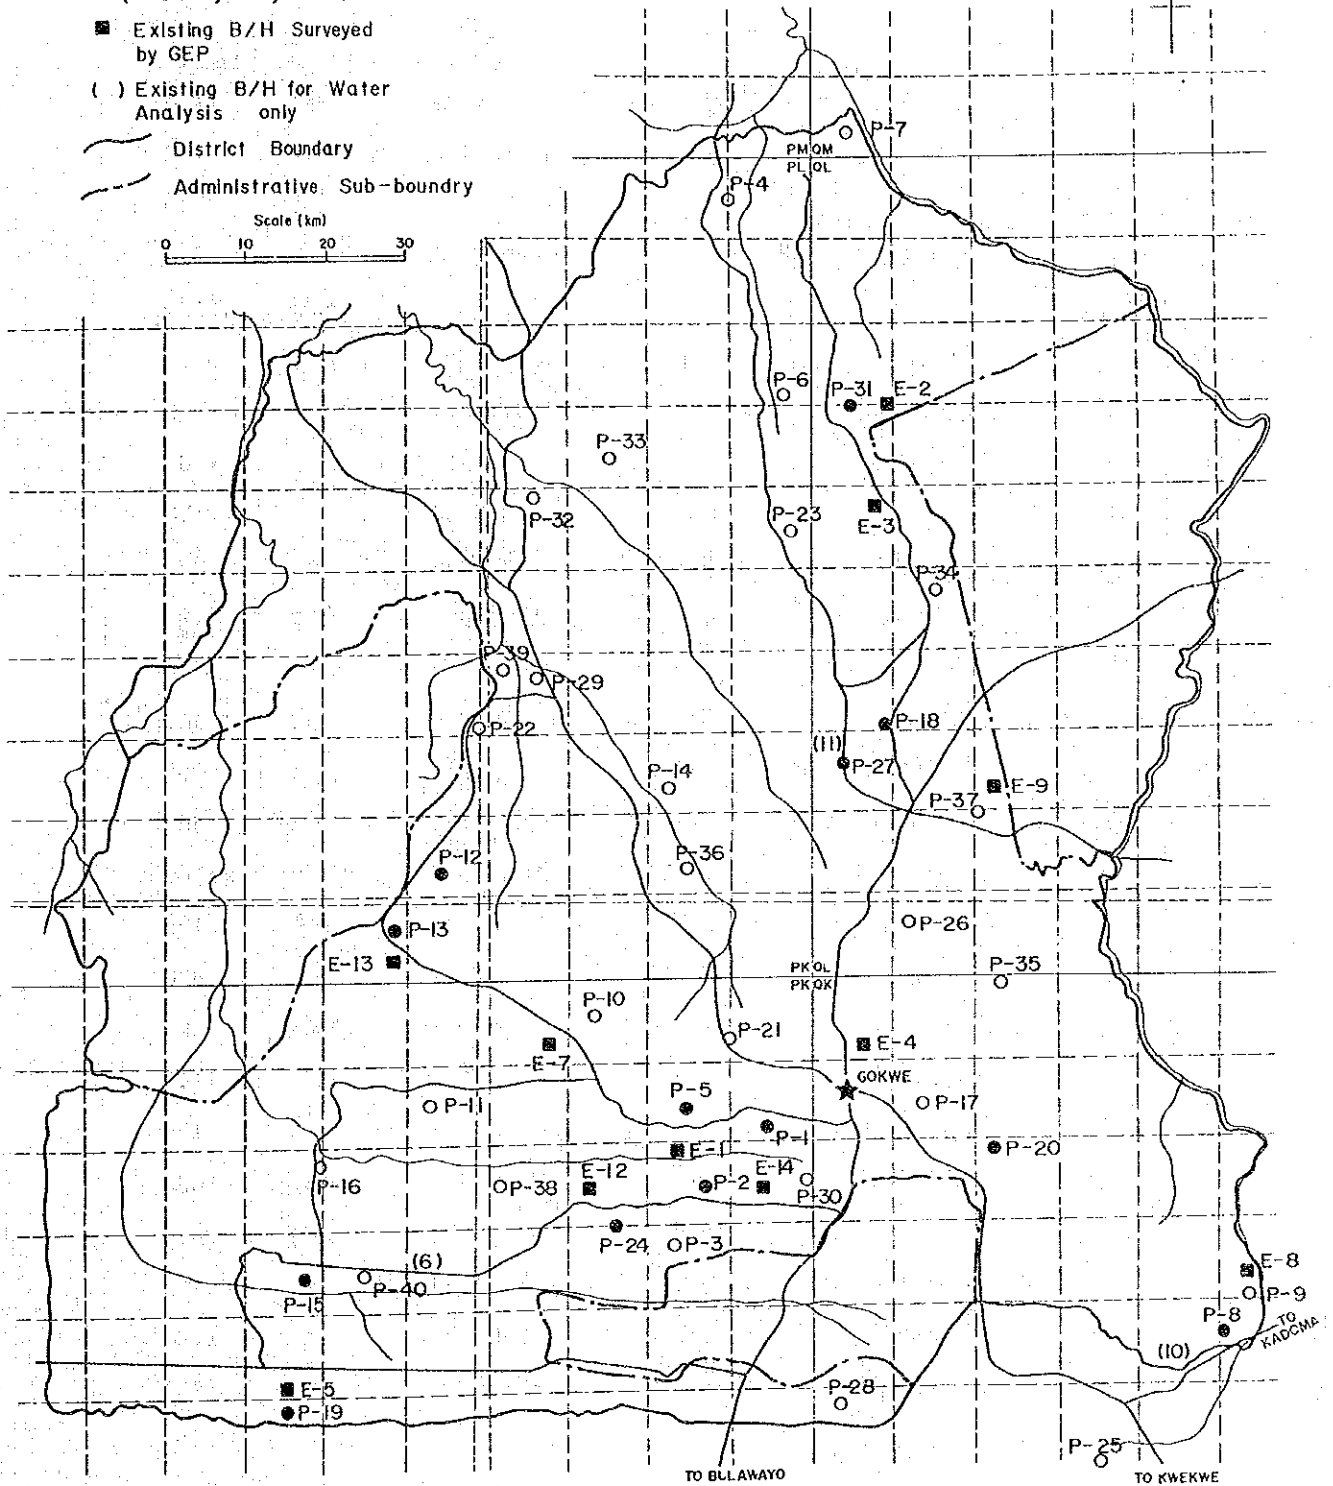 Existing B/H Surveyed
by GEP
( ) Existing B/H for Water
Analysis only
District Boundary
Administrative Sub-boundry
Scale (km)
0 10 20 30
P-7
PM QM
PL QL
P-4
P-6
P-31
E-2
P-33
P-32
P-23
E-3
P-34
P-39
P-29
P-22
P-18
(11)
P-27
P-14
E-9
P-37
P-12
P-36
P-13
P-26
E-13
PK QL
PK QK
P-35
P-10
P-21
E-7
E-4
GOKWE
P-11
P-5
P-17
P-1
E-1
P-20
P-16
E-12
E-14
P-38
P-2
P-30
P-24
P-3
(6)
P-40
P-15
E-8
P-9
P-8
TO
KADOMA
(10)
E-5
P-28
P-19
P-25
TO BULAWAYO
TO KWEKWE